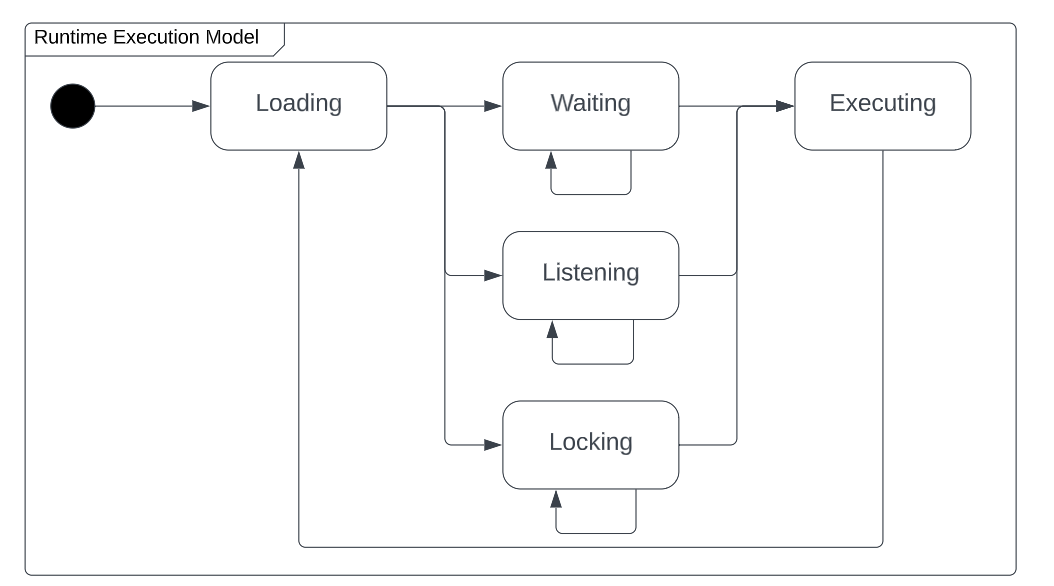 Runtime Execution Model
Loading
Waiting
Executing
Listening
Locking